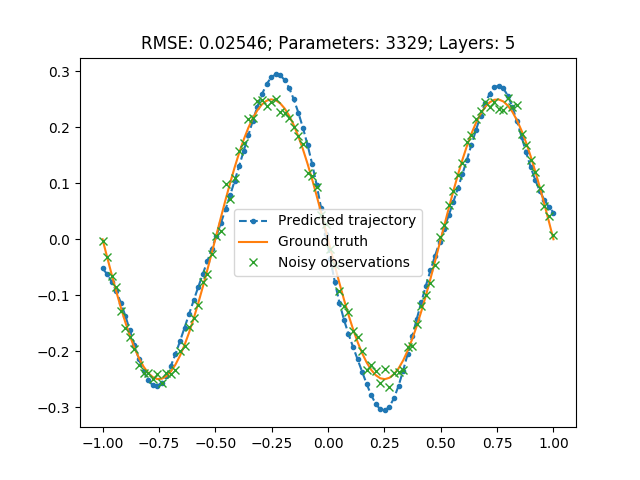 RMSE: 0.02546; Parameters: 3329; Layers: 5
0.3
0.2
0.1
0.0
−0.1
−0.2
−0.3
Predicted trajectory
Ground truth
Noisy observations
−1.00 −0.75 −0.50 −0.25 0.00 0.25 0.50 0.75 1.00